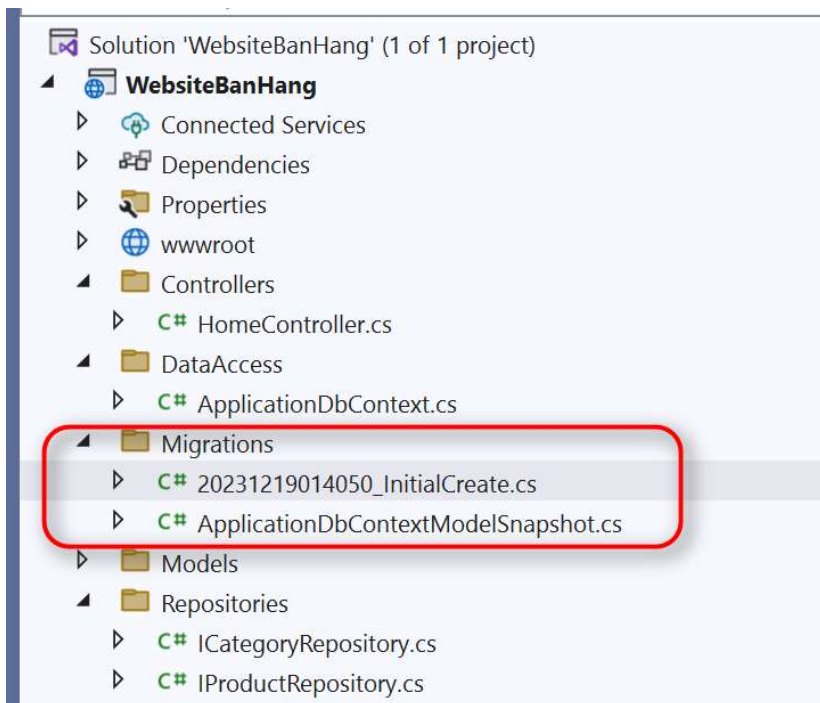 Solution 'WebsiteBanHang' (1 of 1 project)
WebsiteBanHang
Connected Services
Dependencies
Properties
wwwroot
Controllers
C# HomeController.cs
DataAccess
C# ApplicationDbContext.cs
Migrations
C# 20231219014050_InitialCreate.cs
C# ApplicationDbContextModelSnapshot.cs
Models
Repositories
C# ICategoryRepository.cs
C# IProductRepository.cs